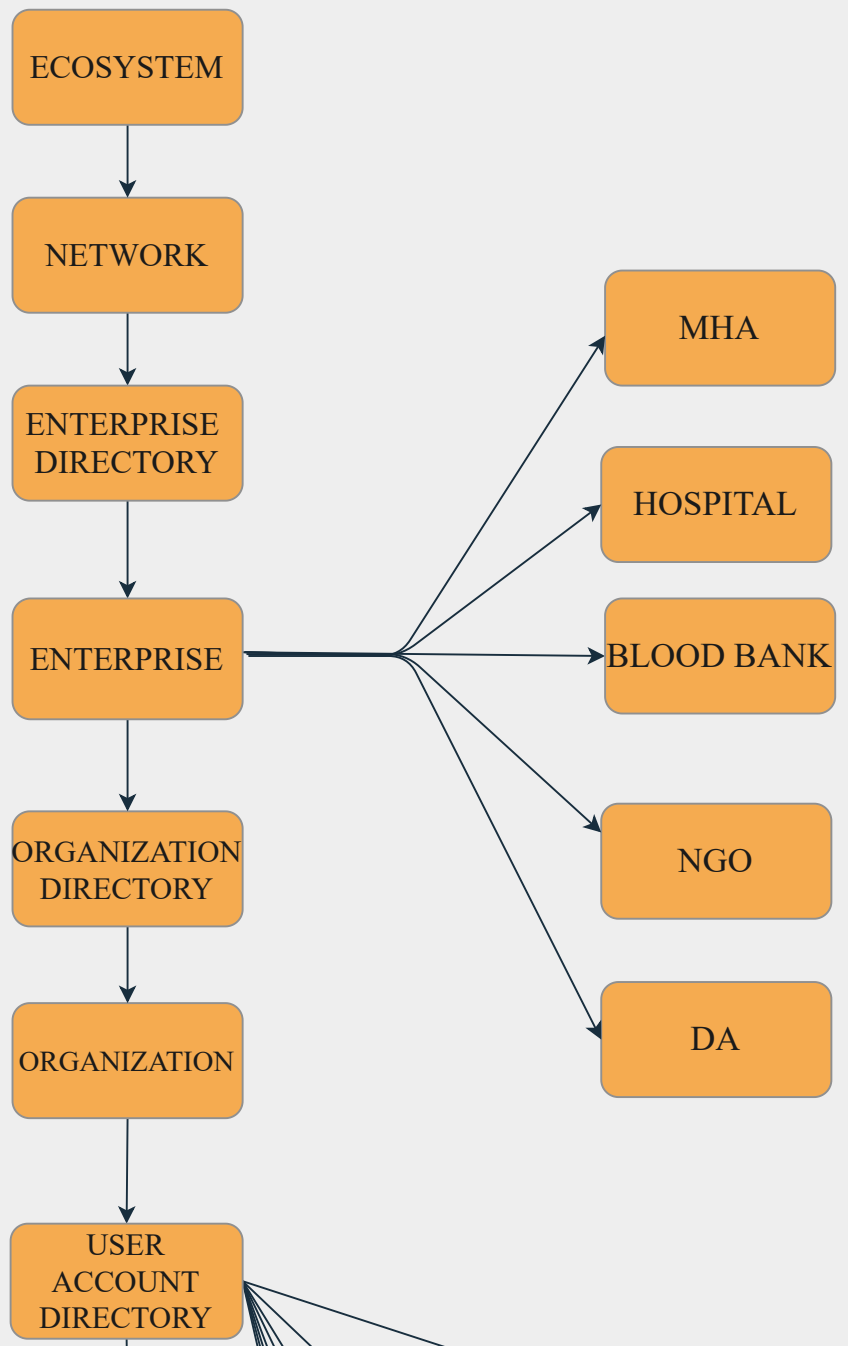 ECOSYSTEM
NETWORK
ENTERPRISE
DIRECTORY
ENTERPRISE
ORGANIZATION
DIRECTORY
ORGANIZATION
USER
ACCOUNT
DIRECTORY
MHA
HOSPITAL
BLOOD BANK
NGO
DA